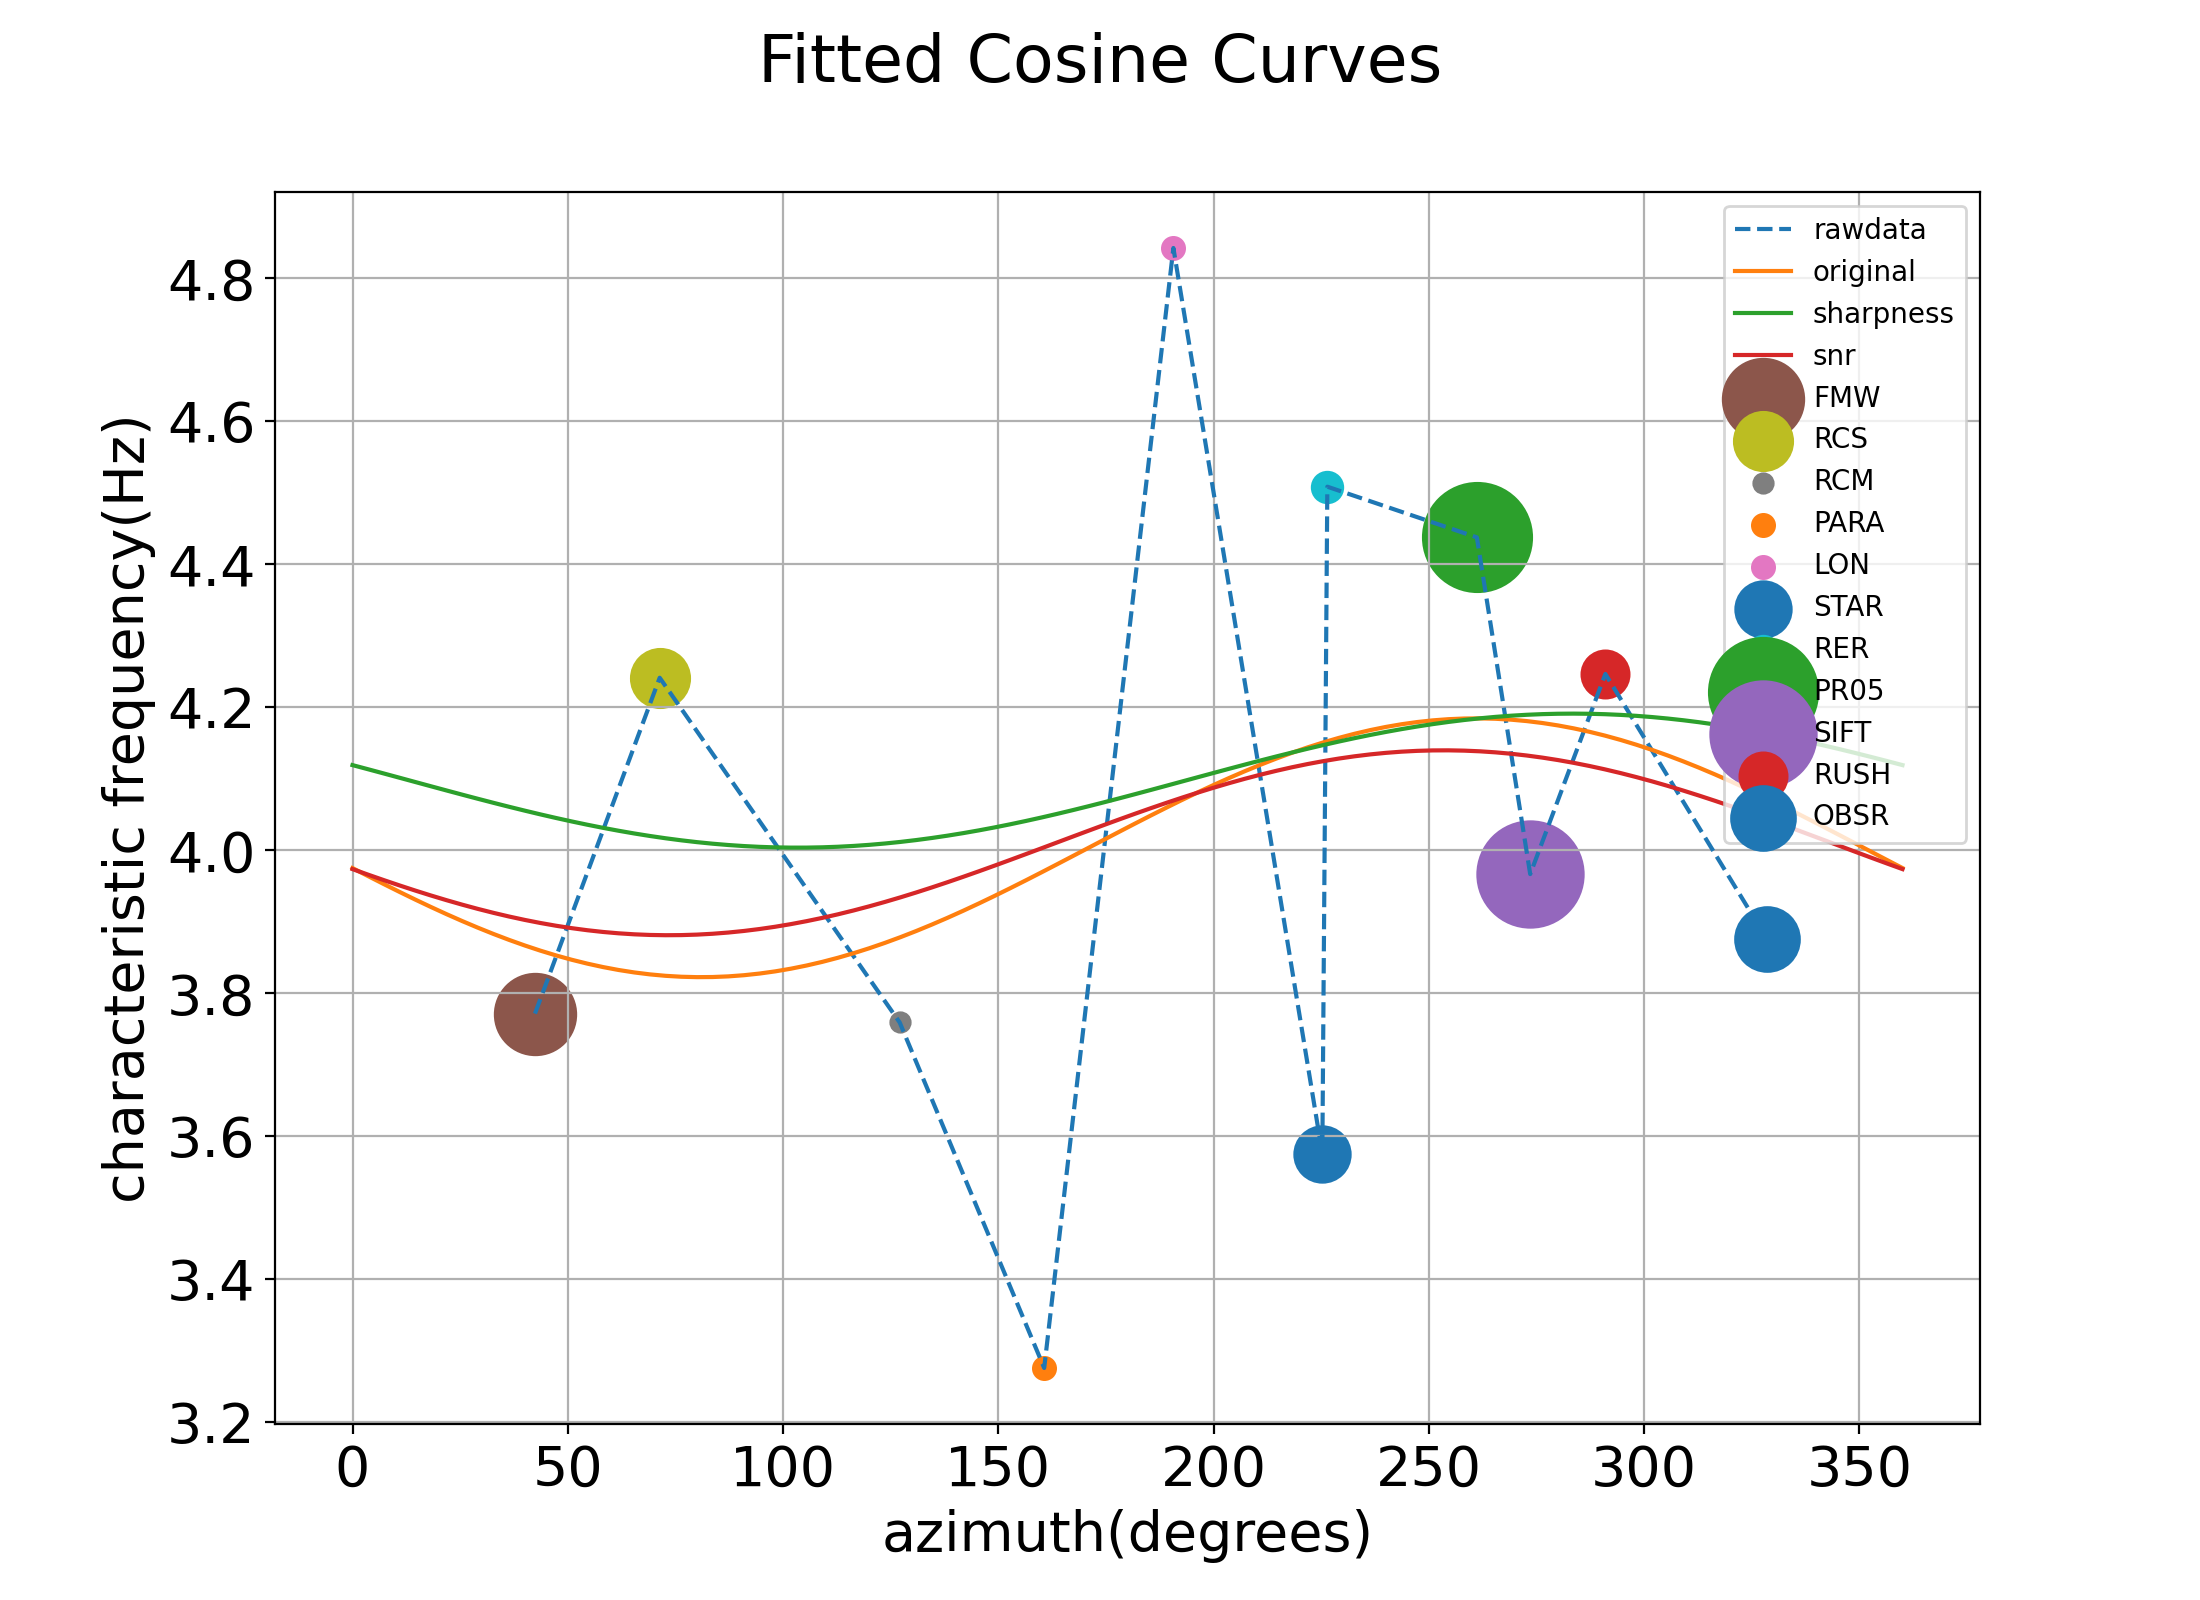 Fitted Cosine Curves
characteristic frequency(Hz)
4.8
4.6
4.4
4.2
4.0
3.8
3.6
3.4
3.2
0 50 100 150 200 250 300 350
azimuth(degrees)
rawdata
original
sharpness
snr
FMW
RCS
RCM
PARA
LON
STAR
RER
PR05
SIFT
RUSH
OBSR